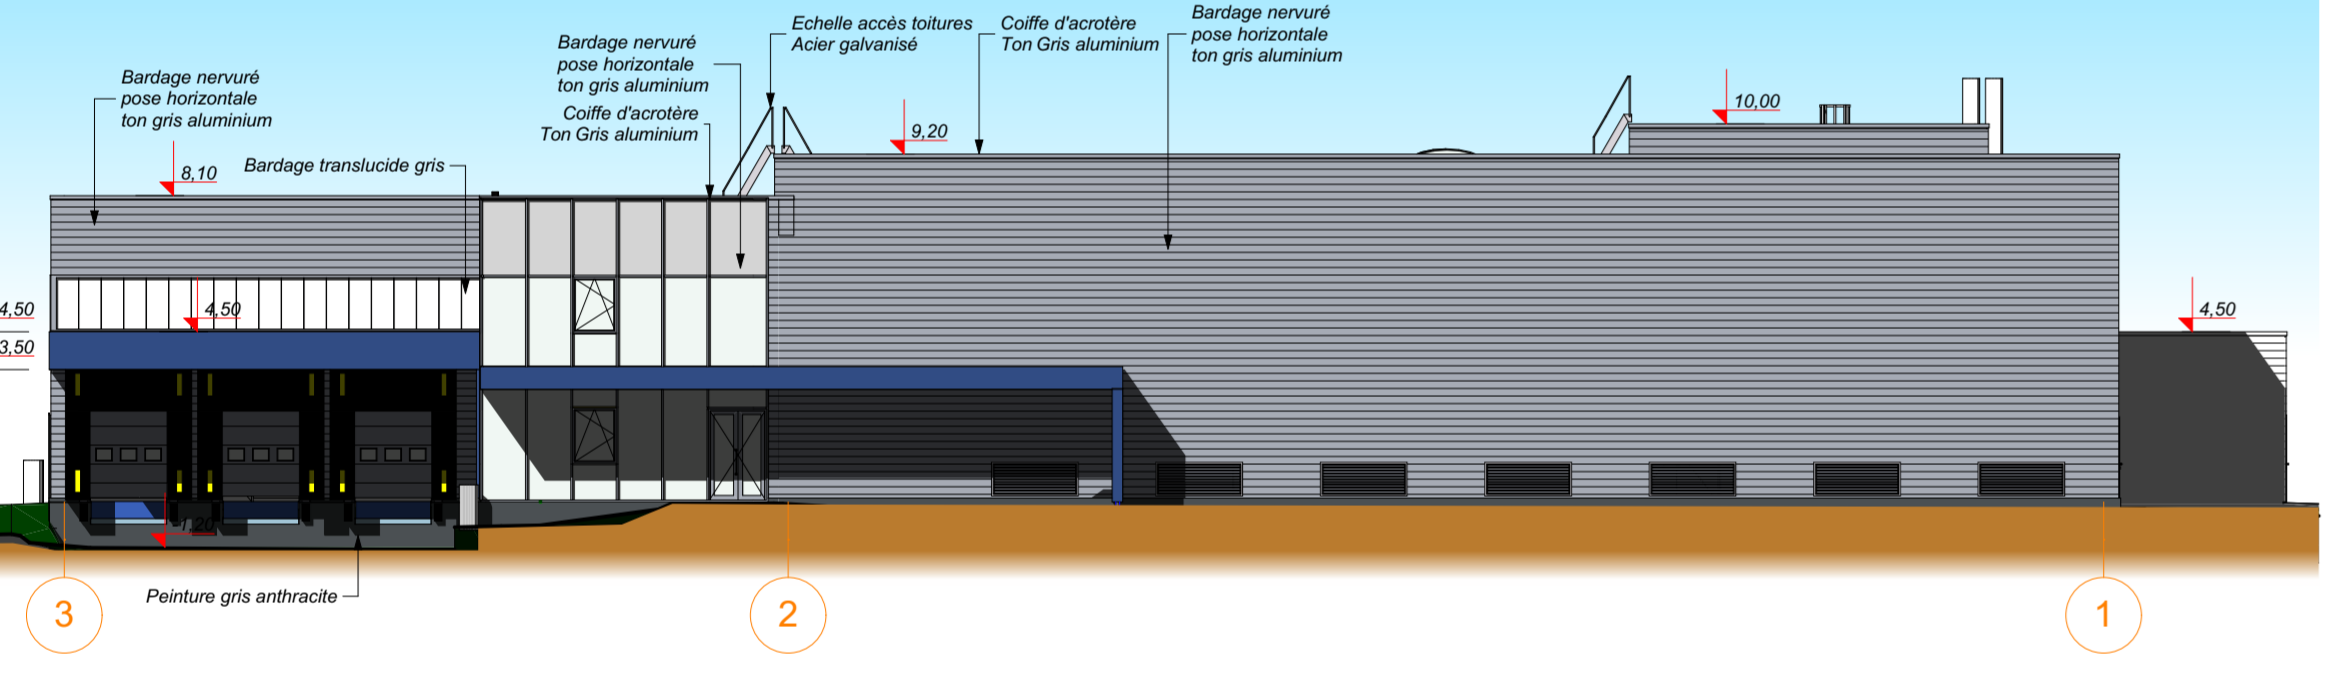 Bardage nervuré
pose horizontale
ton gris aluminium
8,10
Bardage translucide gris
Bardage nervuré
pose horizontale
ton gris aluminium
Coiffe d'acrotère
Ton Gris aluminium
Echelle accès toitures
Acier galvanisé
Coiffe d'acrotère
Ton Gris aluminium
Bardage nervuré
pose horizontale
ton gris aluminium
9,20
10,00
4,50
3,50
4,50
4,50
-1,20
Peinture gris anthracite
3
2
1